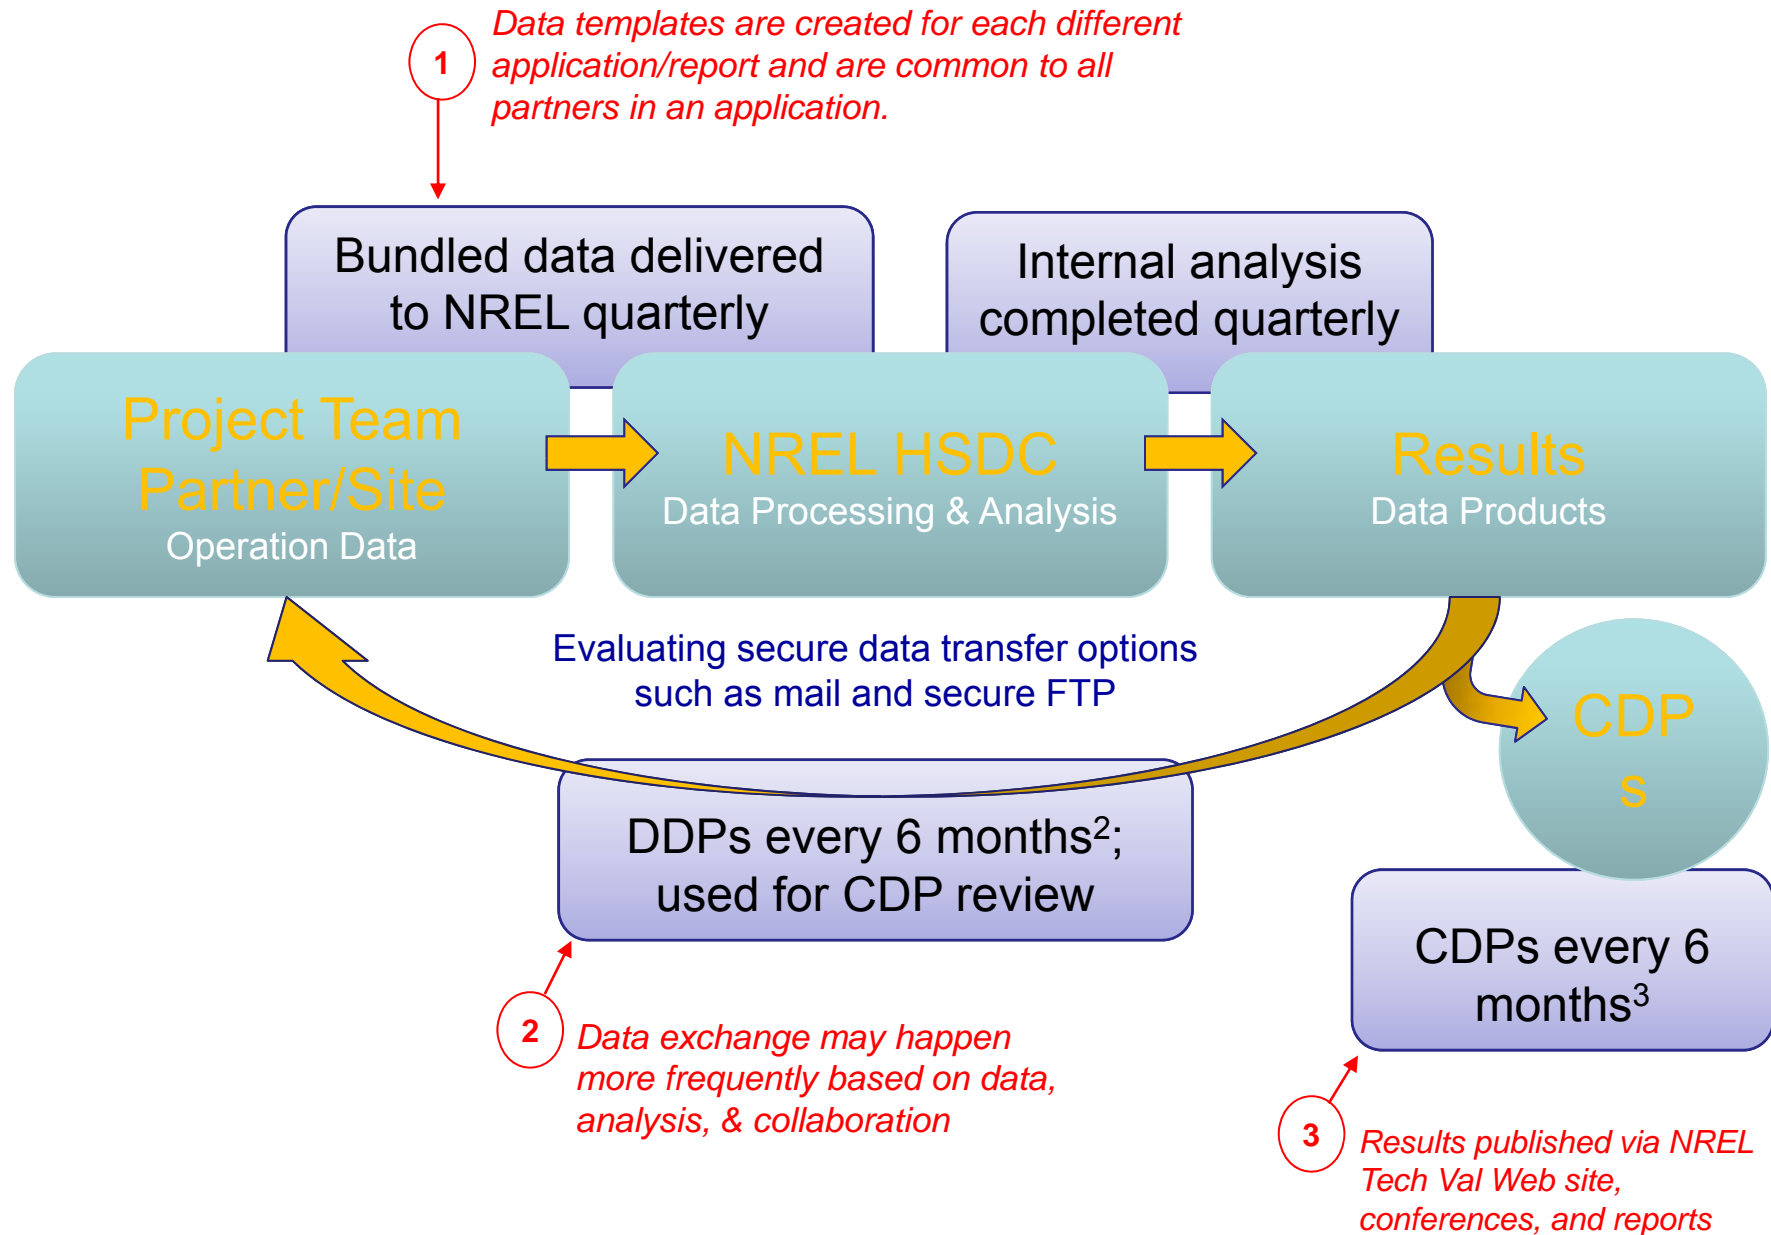 Data templates are created for each different
application/report and are common to all
partners in an application.
1
Bundled data delivered
to NREL quarterly
Internal analysis
completed quarterly
Project Team
Partner/Site
Operation Data
NREL HSDC
Data Processing & Analysis
Results
Data Products
Evaluating secure data transfer options
such as mail and secure FTP
CDP
s
DDPs every 6 months²;
used for CDP review
CDPs every 6
months³
2
Data exchange may happen
more frequently based on data,
analysis, & collaboration
3
Results published via NREL
Tech Val Web site,
conferences, and reports